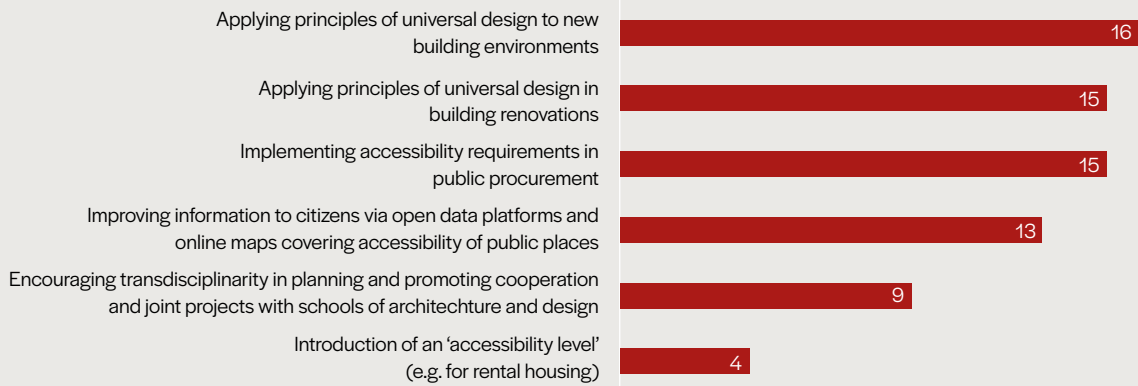 Applying principles of universal design to new
building environments
16
Applying principles of universal design in
building renovations
15
Implementing accessibility requirements in
public procurement
15
Improving information to citizens via open data platforms and
online maps covering accessibility of public places
13
Encouraging transdisciplinarity in planning and promoting cooperation
and joint projects with schools of architechture and design
9
Introduction of an ‘accessibility level’
(e.g. for rental housing)
4